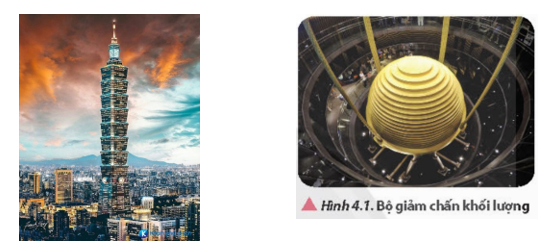 ▲ Hình 4.1. Bộ giảm chấn khối lượng